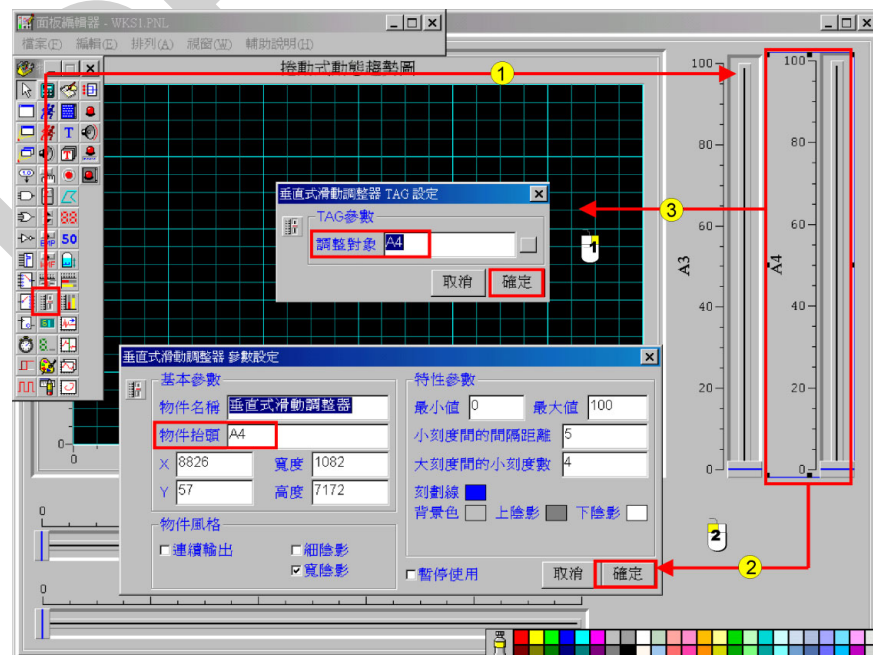 面板編輯器 - WKS1.PNL
檔案(F) 編輯(E) 排列(A) 視窗(W) 輔助說明(H)
捲動式動態趨勢圖
1
T
88
50
0
0
垂直式滑動調整器 TAG 設定
TAG參數
調整對象 A4
取消 確定
1
3
垂直式滑動調整器 參數設定
基本參數
物件名稱 垂直式滑動調整器
物件抬頭 A4
X 8826 寬度 1082
Y 57 高度 7172
物件風格
連續輸出 細陰影
寬陰影
特性參數
最小值 0 最大值 100
小刻度間的間隔距離 5
大刻度間的小刻度數 4
刻劃線
背景色 上陰影 下陰影
暫停使用 取消 確定
2
2
100
80
60
40
20
0
A3
100
80
60
40
20
0
A4
0
0